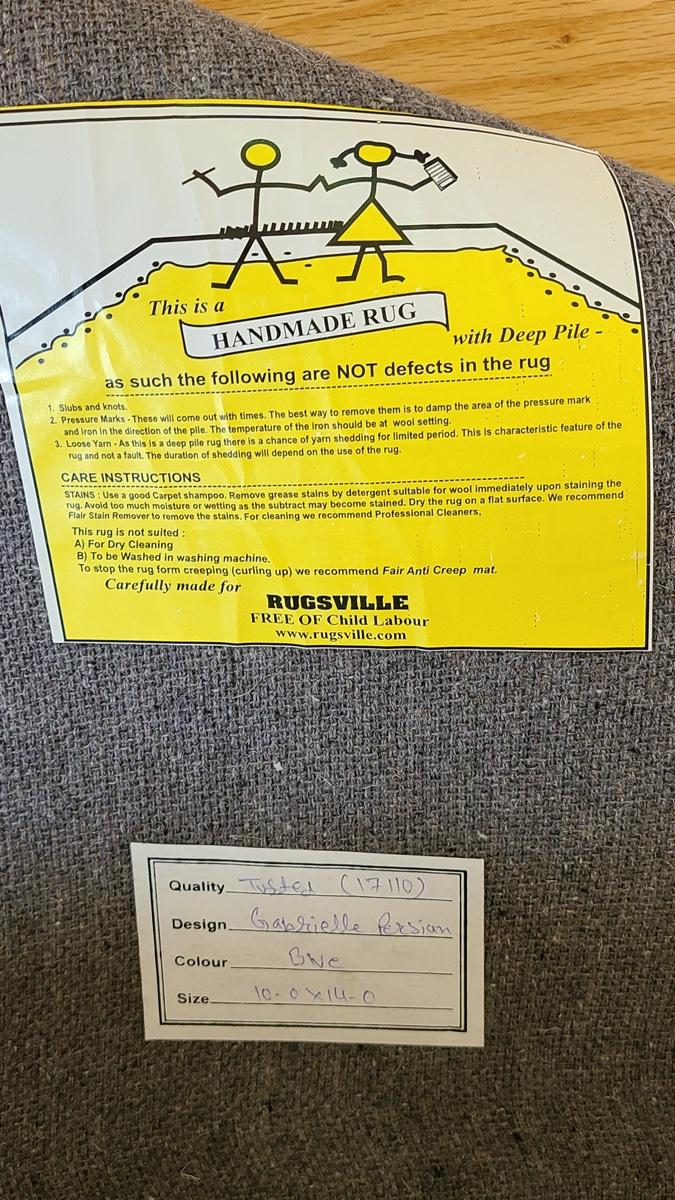 This is a
HANDMADE RUG
with Deep Pile -
as such the following are NOT defects in the rug
1. Slubs and knots.
2. Pressure Marks - These will come out with times. The best way to remove them is to damp the area of the pressure mark
and iron in the direction of the pile. The temperature of the iron should be at wool setting.
3. Loose Yarn - As this is a deep pile rug there is a chance of yarn shedding for limited period. This is characteristic feature of the
rug and not a fault. The duration of shedding will depend on the use of the rug.
CARE INSTRUCTIONS
STAINS : Use a good Carpet shampoo. Remove grease stains by detergent suitable for wool immediately upon staining the
rug. Avoid too much moisture or wetting as the subtract may become stained. Dry the rug on a flat surface. We recommend
Flair Stain Remover to remove the stains. For cleaning we recommend Professional Cleaners,
This rug is not suited :
A) For Dry Cleaning
B) To be Washed in washing machine.
To stop the rug form creeping (curling up) we recommend Fair Anti Creep mat.
Carefully made for
RUGSVILLE
FREE OF Child Labour
www.rugsville.com
Quality Tufted (17110)
Design Gabrielle Persian
Colour Blue
Size 10-0 x 14-0